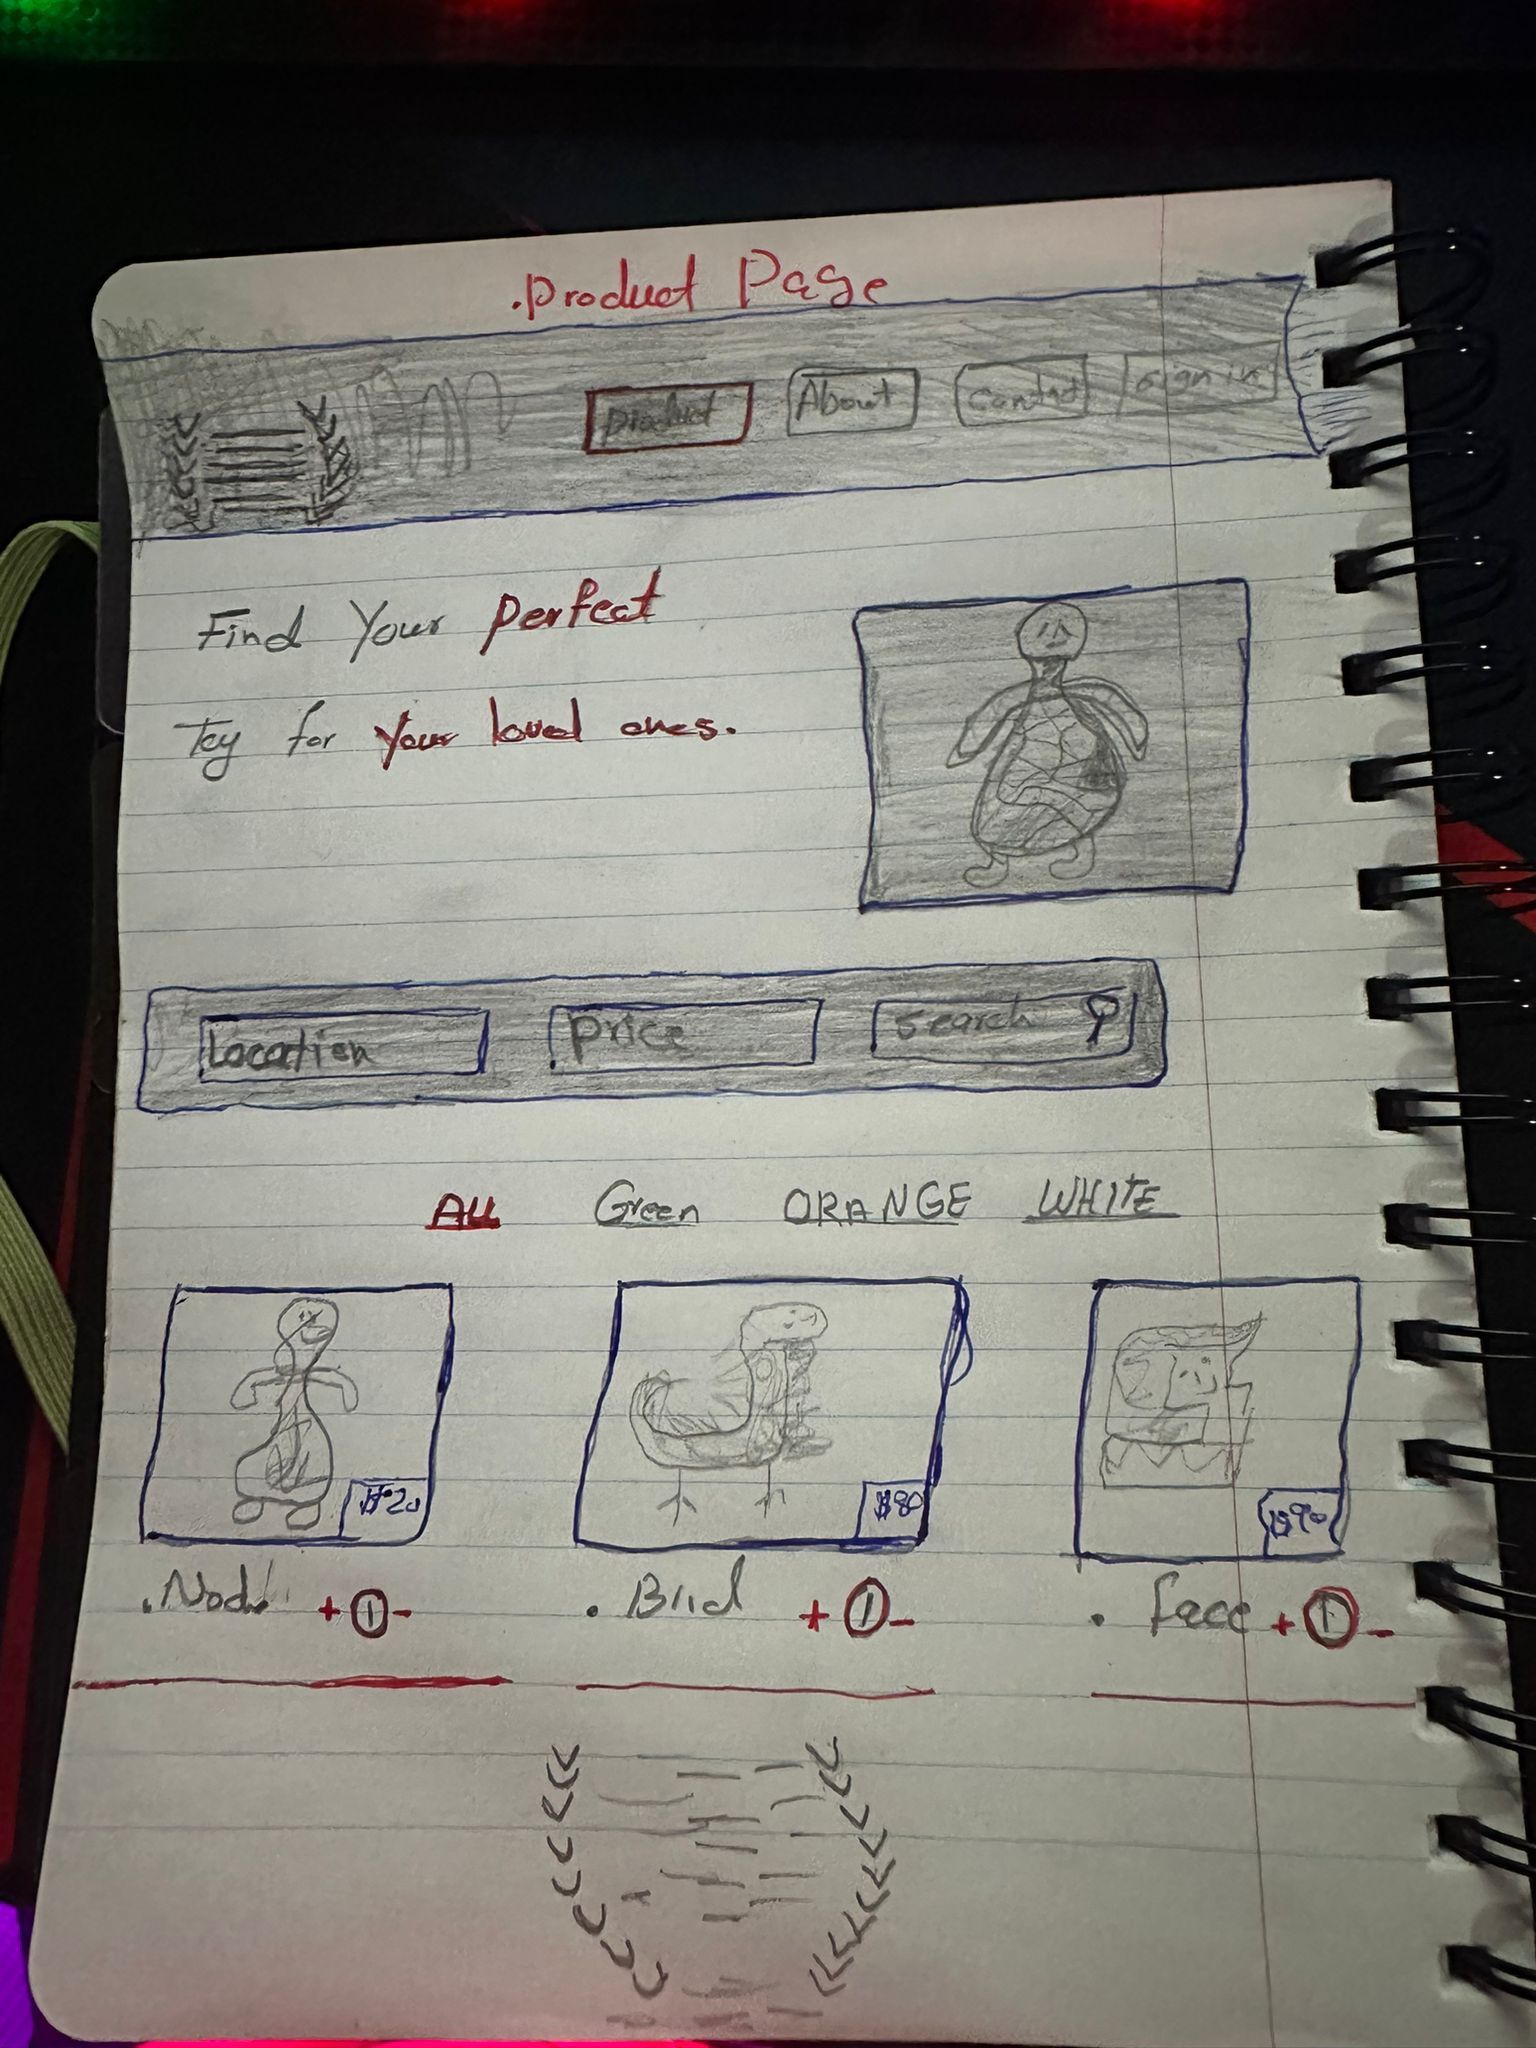 .Product Page
Product About Contact Sign in
Find Your Perfect
Toy for Your loved ones.
Location Price Search
ALL Green ORANGE WHITE
$20 $80 $90
+ 1 - . Bird + 1 - . face + 1 -